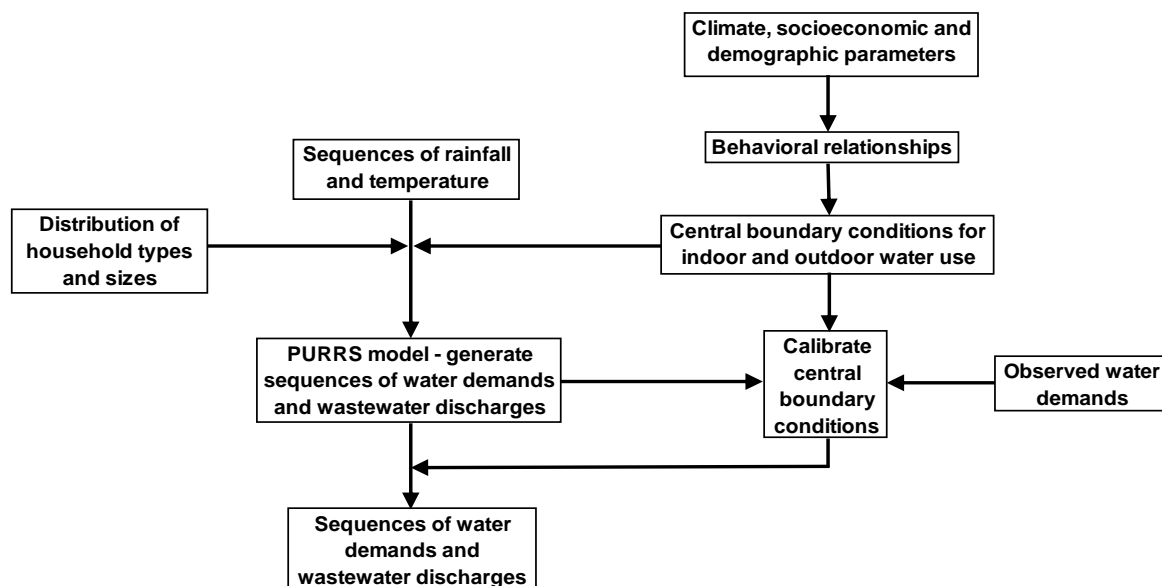 Climate, socioeconomic and
demographic parameters
Behavioral relationships
Sequences of rainfall
and temperature
Distribution of
household types
and sizes
Central boundary conditions for
indoor and outdoor water use
PURRS model - generate
sequences of water demands
and wastewater discharges
Calibrate
central
boundary
conditions
Observed water
demands
Sequences of water
demands and
wastewater discharges